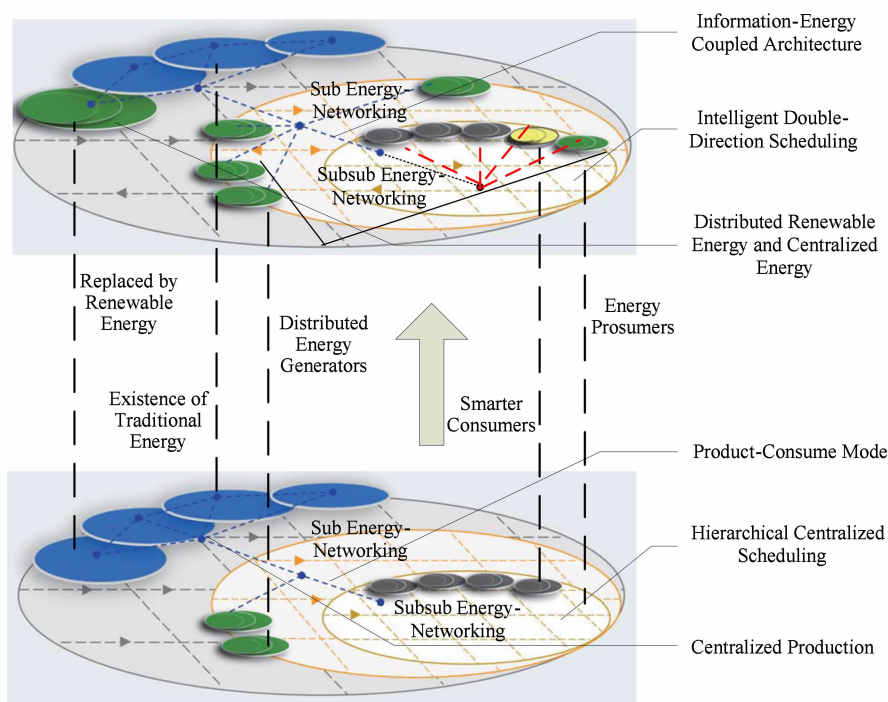 Information-Energy
Coupled Architecture
Sub Energy-
Networking
Intelligent Double-
Direction Scheduling
Subsub Energy-
Networking
Distributed Renewable
Energy and Centralized
Energy
Replaced by
Renewable
Energy
Distributed
Energy
Generators
Energy
Prosumers
Existence of
Traditional
Energy
Smarter
Consumers
Product-Consume Mode
Sub Energy-
Networking
Hierarchical Centralized
Scheduling
Subsub Energy-
Networking
Centralized Production